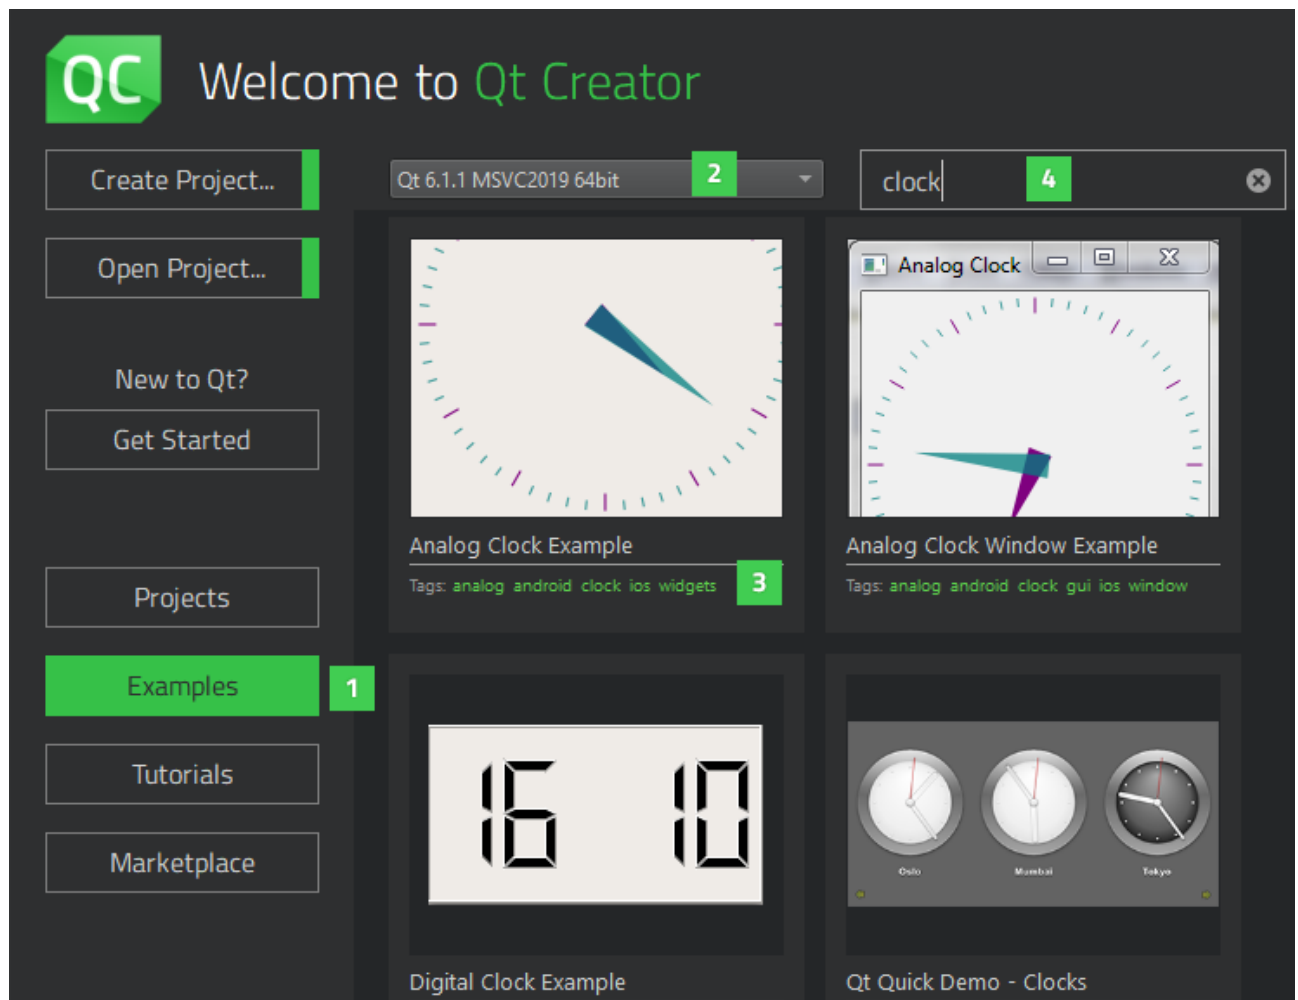 QC Welcome to Qt Creator
Create Project...
Qt 6.1.1 MSVC2019 64bit 2
clock 4
Open Project...
Analog Clock
New to Qt?
Get Started
Analog Clock Example
Tags: analog android clock ios widgets 3
Analog Clock Window Example
Tags: analog android clock gui ios window
Projects
Examples 1
Tutorials
Marketplace
16 10
Oslo Mumbai Tokyo
Digital Clock Example
Qt Quick Demo - Clocks